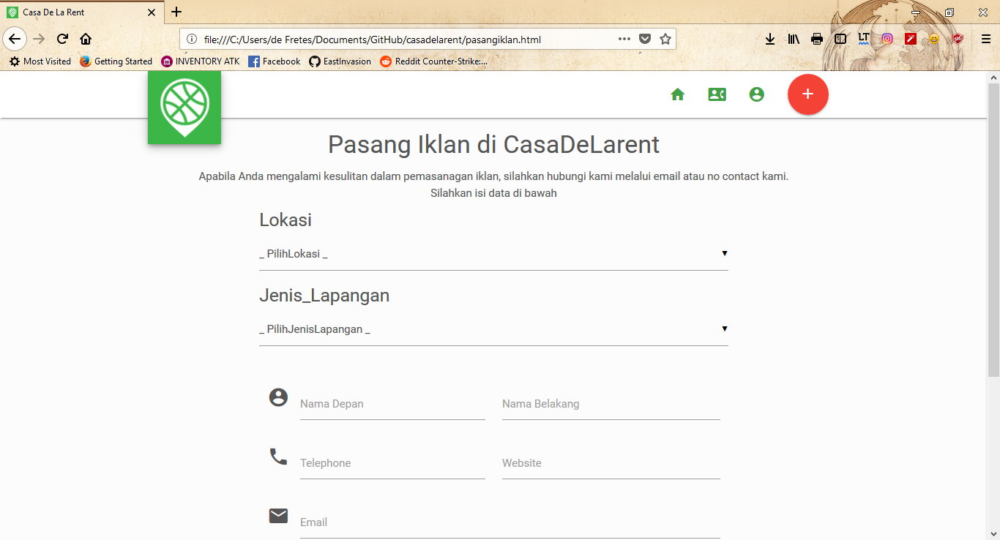 Casa De La Rent
file:///C:/Users/de Fretes/Documents/GitHub/casadelarent/pasangiklan.html
LT
Most Visited Getting Started INVENTORY ATK Facebook EastInvasion Reddit Counter-Strike:...
+
Pasang Iklan di CasaDeLarent
Apabila Anda mengalami kesulitan dalam pemasanagan iklan, silahkan hubungi kami melalui email atau no contact kami.
Silahkan isi data di bawah
Lokasi
_ PilihLokasi _
Jenis_Lapangan
_ PilihJenisLapangan _
Nama Depan Nama Belakang
Telephone Website
Email